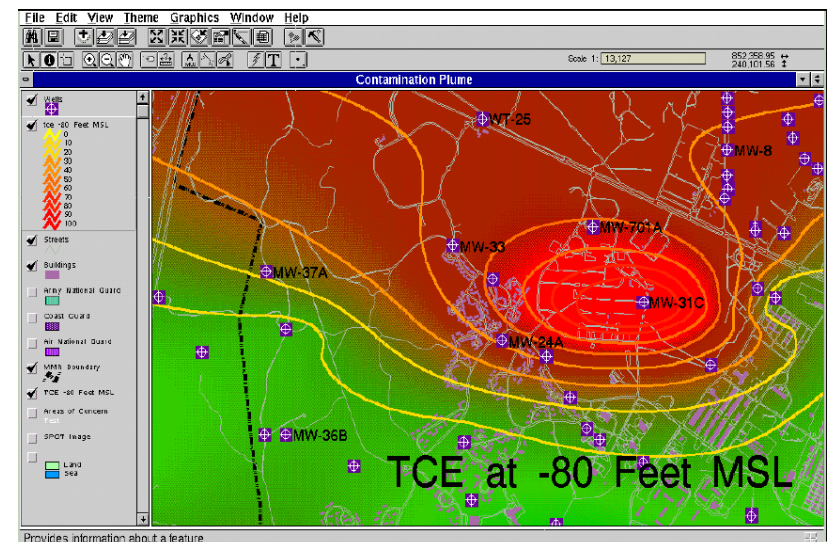 File Edit View Theme Graphics Window Help
Scale 1: 13,127
852,358.95
240,101.56
Contamination Plume
Wells
tce -80 Feet MSL
0
10
20
30
40
50
60
70
80
90
100
Streets
Buildings
Army National Guard
Coast Guard
Air National Guard
MMR Boundary
TCE -80 Feet MSL
Areas of Concern
SPOT Image
Land
Sea
WT-25
MW-8
MW-701A
MW-33
MW-37A
MW-31C
MW-24A
MW-36B
TCE at -80 Feet MSL
Provides information about a feature